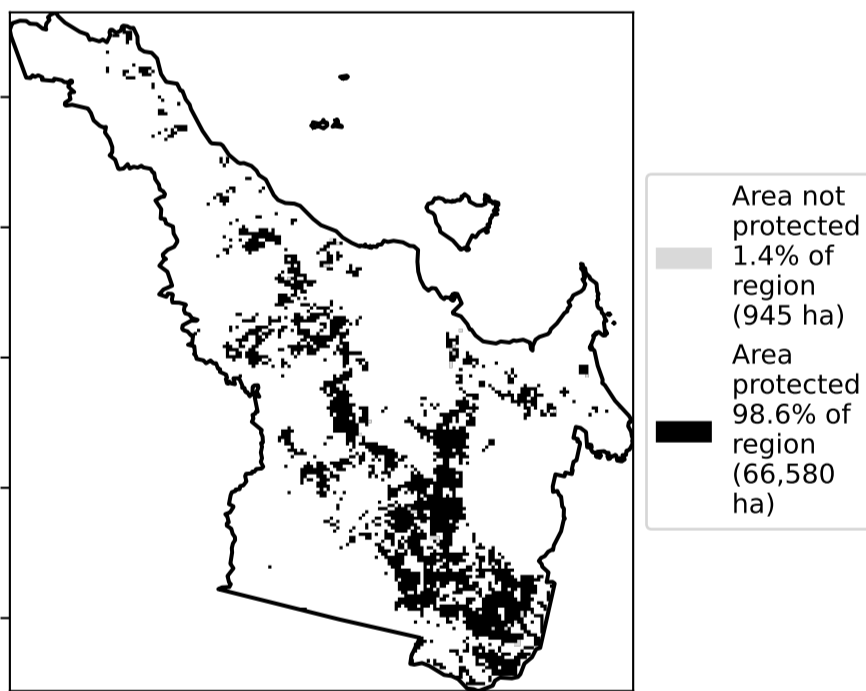 Area not
protected
1.4% of
region
(945 ha)
Area
protected
98.6% of
region
(66,580
ha)